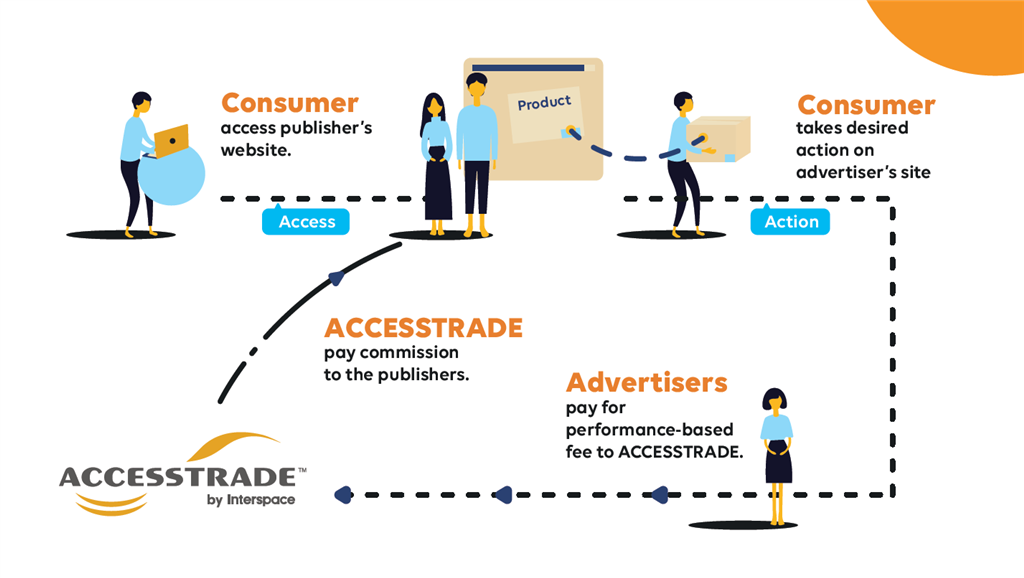 Consumer
access publisher's
website.
Access
Product
Consumer
takes desired
action on
advertiser's site
Action
ACCESSTRADE
pay commission
to the publishers.
Advertisers
pay for
performance-based
fee to ACCESSTRADE.
ACCESSTRADE™
by Interspace